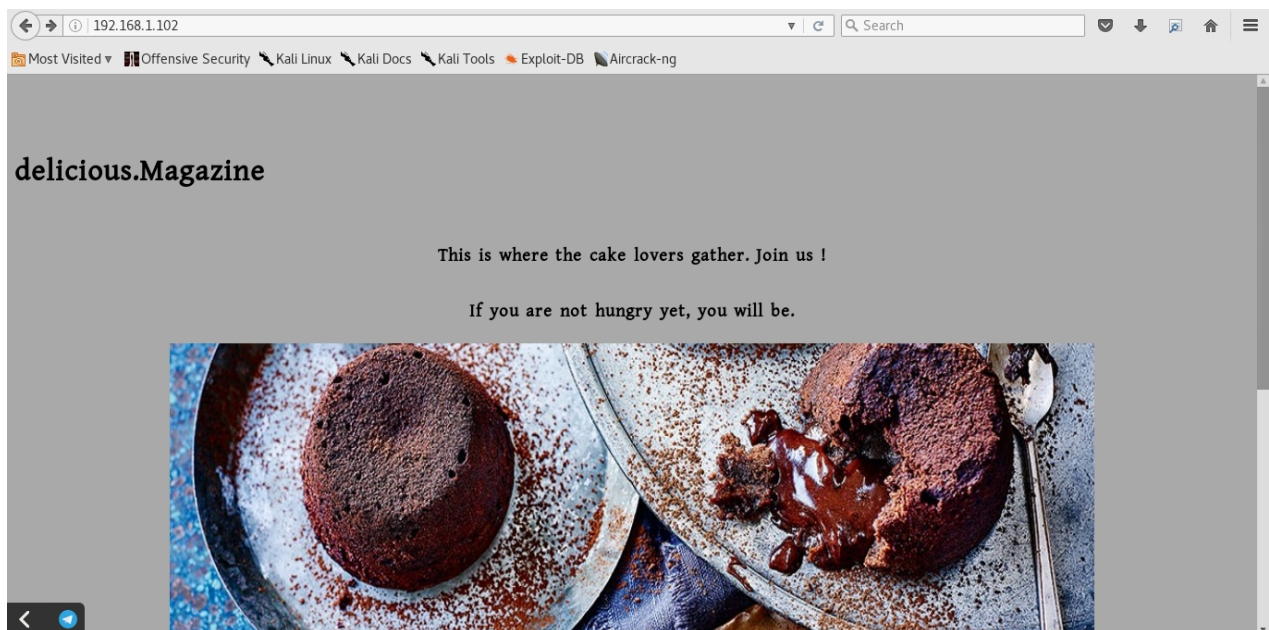 192.168.1.102
Search
Most Visited
Offensive Security
Kali Linux
Kali Docs
Kali Tools
Exploit-DB
Aircrack-ng
delicious.Magazine
This is where the cake lovers gather. Join us !
If you are not hungry yet, you will be.